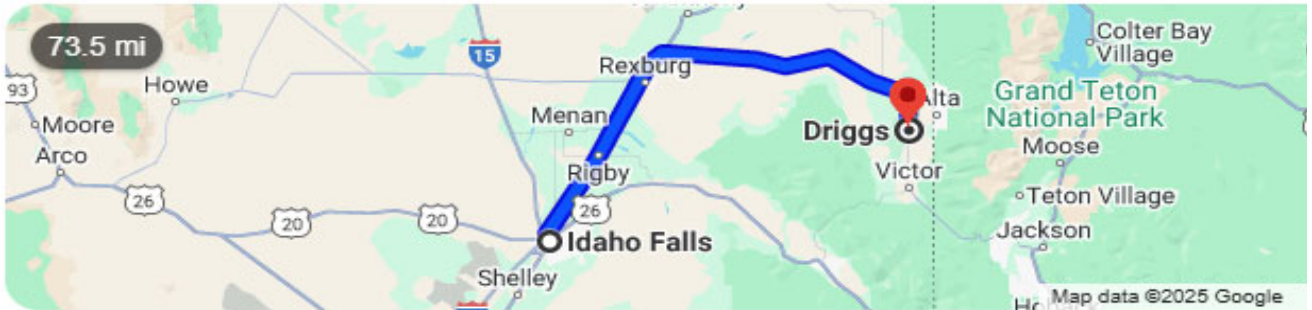 73.5 mi
15
Colter Bay
Village
93
Howe
Rexburg
Alta
Grand Teton
National Park
Moore
Menan
Driggs
Arco
Moose
Rigby
Victor
26
Teton Village
20
20
26
Idaho Falls
Jackson
Shelley
Map data ©2025 Google